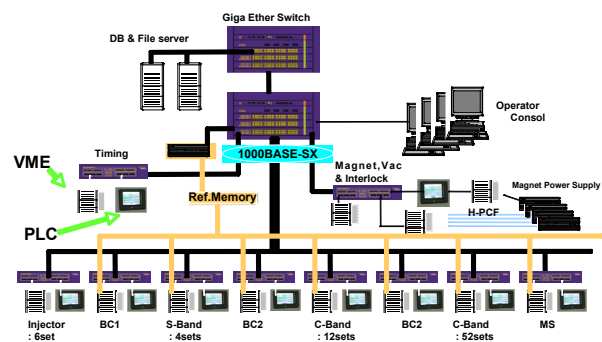 Giga Ether Switch
DB & File server
Operator
Consol
1000BASE-SX
Timing
Magnet,Vac
& Interlock
VME
Magnet Power Supply
Ref.Memory
H-PCF
PLC
Injector
: 6set
BC1
S-Band
: 4sets
BC2
C-Band
: 12sets
BC2
C-Band
: 52sets
MS